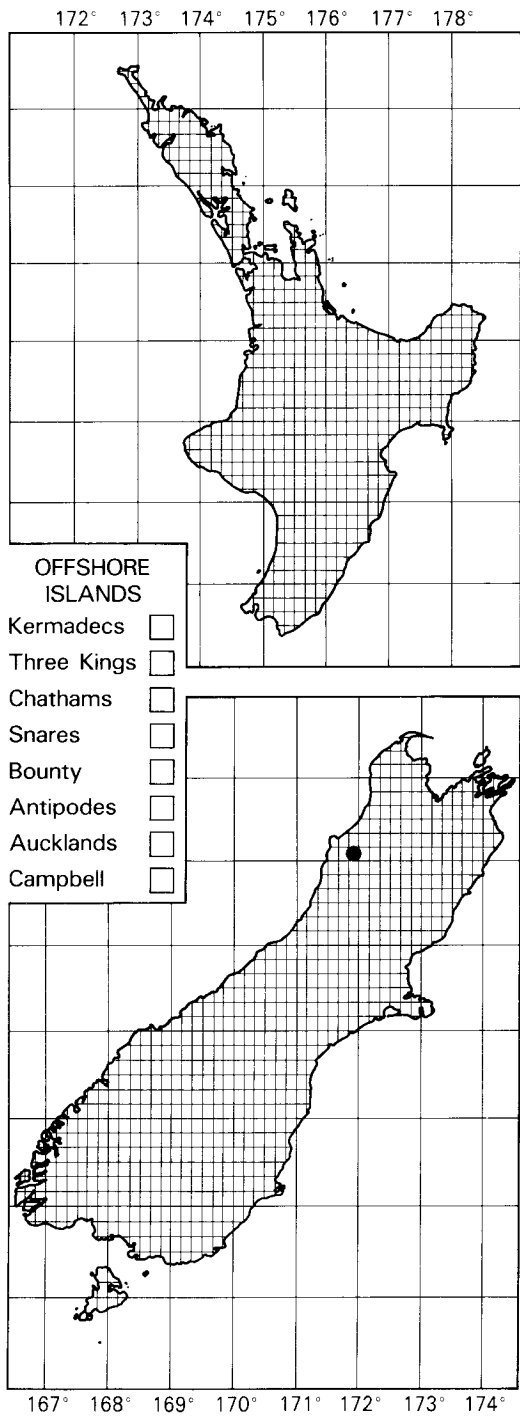 172° 173° 174° 175° 176° 177° 178°
OFFSHORE
ISLANDS
Kermadecs
Three Kings
Chathams
Snares
Bounty
Antipodes
Aucklands
Campbell
167° 168° 169° 170° 171° 172° 173° 174°